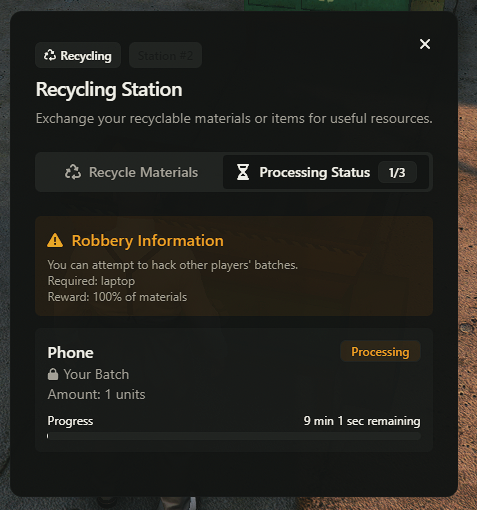 Recycling
Station #2
Recycling Station
Exchange your recyclable materials or items for useful resources.
Recycle Materials
Processing Status 1/3
Robbery Information
You can attempt to hack other players' batches.
Required: laptop
Reward: 100% of materials
Phone
Processing
Your Batch
Amount: 1 units
Progress
9 min 1 sec remaining